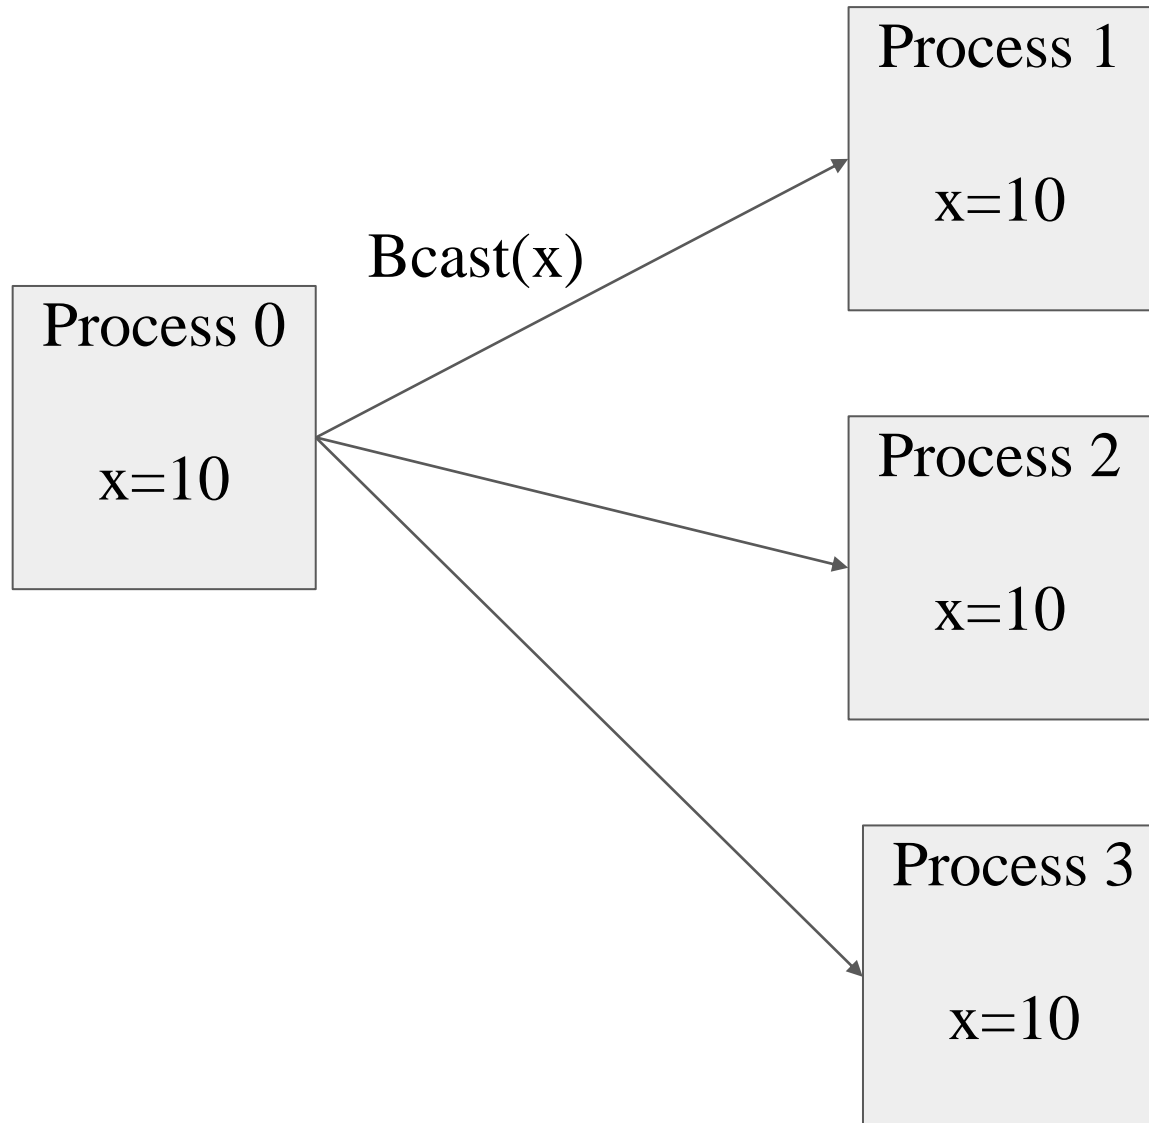 Process 1
x=10
Bcast(x)
Process 0
x=10
Process 2
x=10
Process 3
x=10